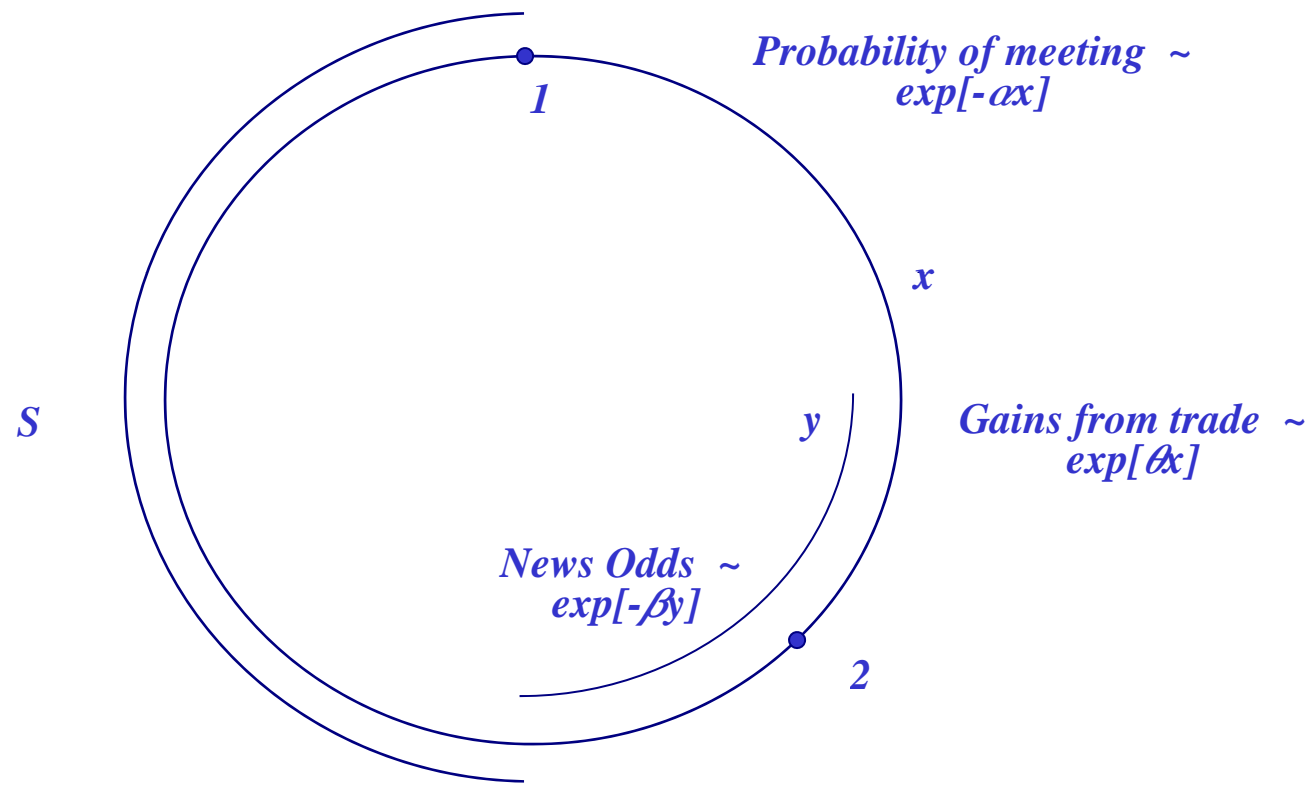 Probability of meeting ~
exp[-αx]
1
x
S
y
Gains from trade ~
exp[θx]
News Odds ~
exp[-βy]
2